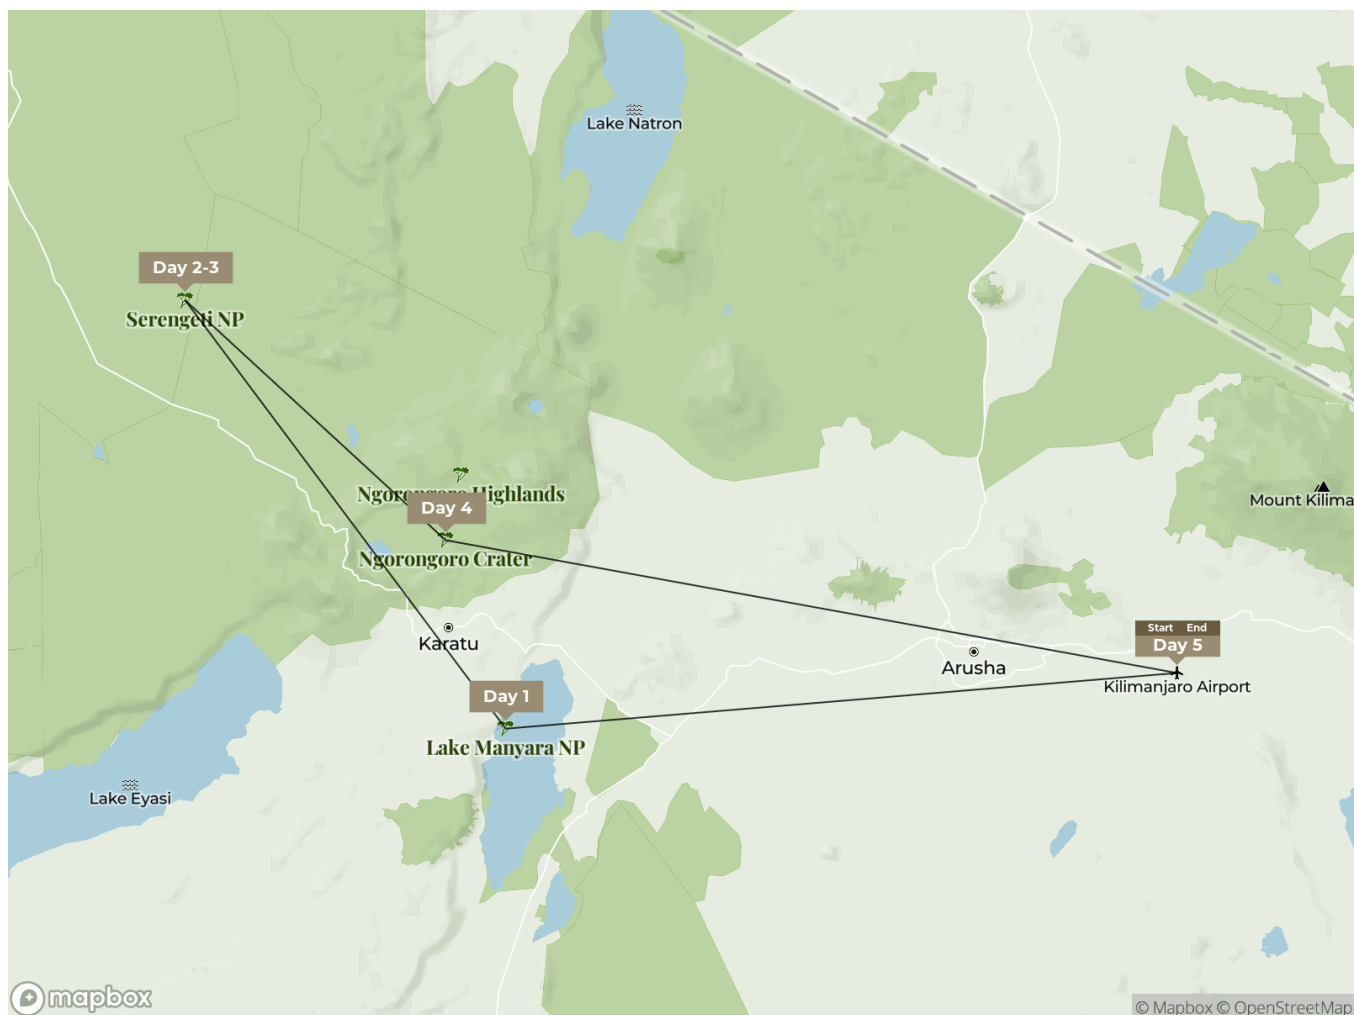 Lake Natron
Day 2-3
Serengeti NP
Mount Kilima
Ngorongoro Highlands
Day 4
Ngorongoro Crater
Karatu
Start End
Day 5
Arusha
Kilimanjaro Airport
Day 1
Lake Manyara NP
Lake Eyasi
mapbox
© Mapbox © OpenStreetMap